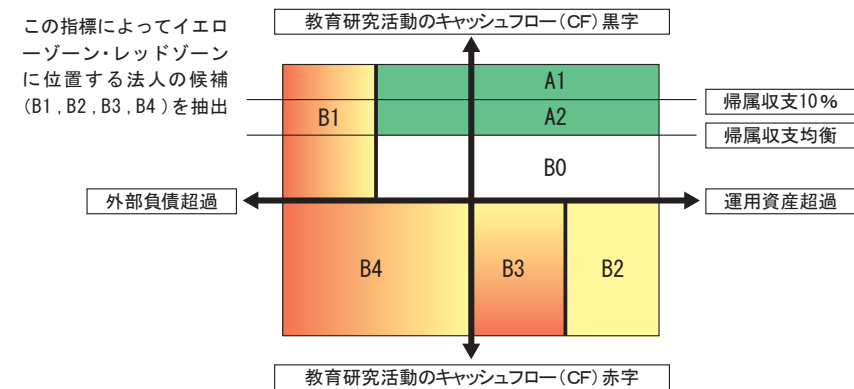 教育研究活動のキャッシュフロー(CF)黒字
この指標によってイエロ
ーゾーン・レッドゾーン
に位置する法人の候補
(B1,B2,B3,B4)を抽出
A1
帰属収支10%
B1
A2
帰属収支均衡
B0
外部負債超過
運用資産超過
B4
B3
B2
教育研究活動のキャッシュフロー(CF)赤字